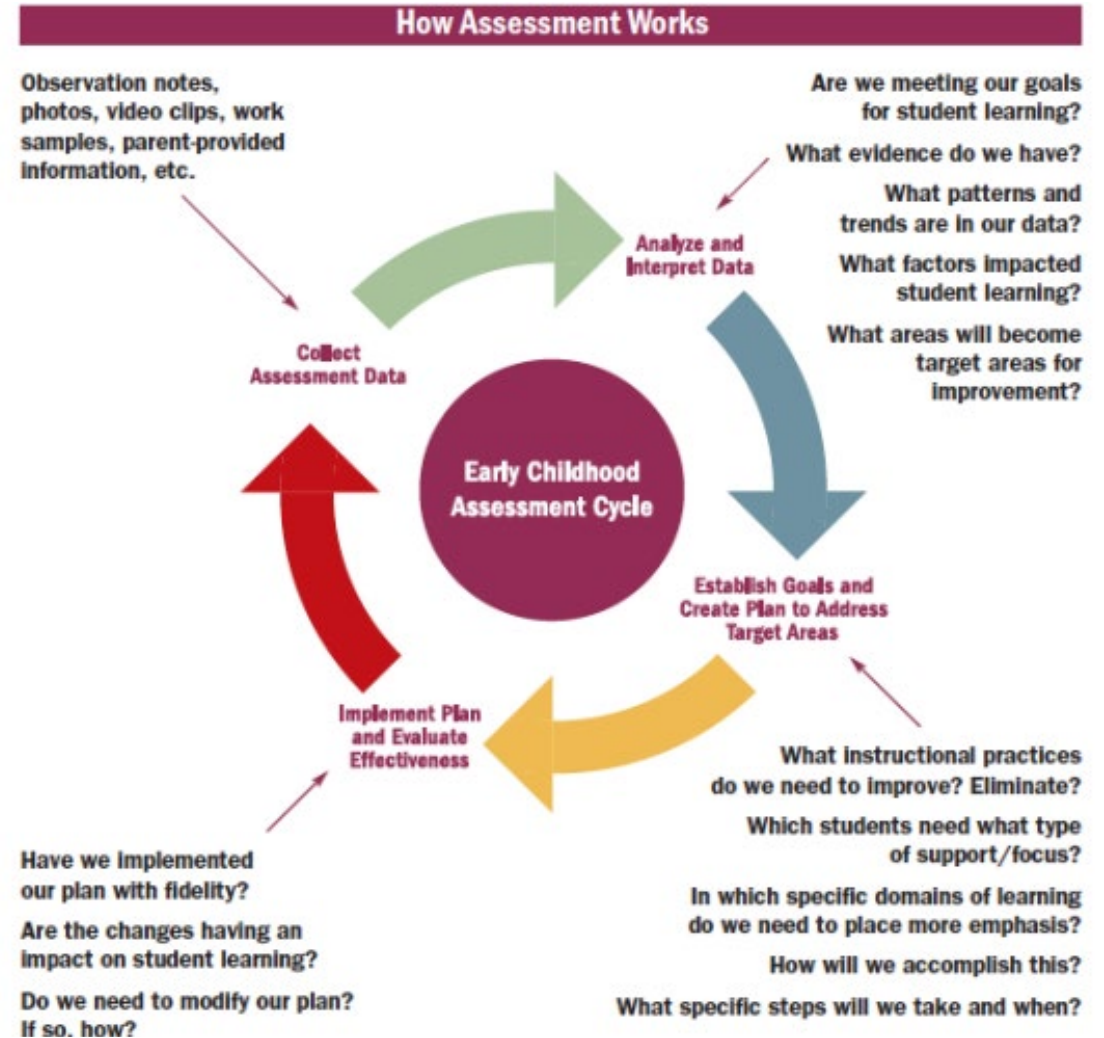 How Assessment Works
Observation notes,
photos, video clips, work
samples, parent-provided
information, etc.
Are we meeting our goals
for student learning?
What evidence do we have?
What patterns and
trends are in our data?
What factors impacted
student learning?
What areas will become
target areas for
improvement?
Analyze and
Interpret Data
Collect
Assessment Data
Early Childhood
Assessment Cycle
Establish Goals and
Create Plan to Address
Target Areas
Implement Plan
and Evaluate
Effectiveness
What instructional practices
do we need to improve? Eliminate?
Which students need what type
of support/focus?
In which specific domains of learning
do we need to place more emphasis?
How will we accomplish this?
What specific steps will we take and when?
Have we implemented
our plan with fidelity?
Are the changes having an
impact on student learning?
Do we need to modify our plan?
If so, how?